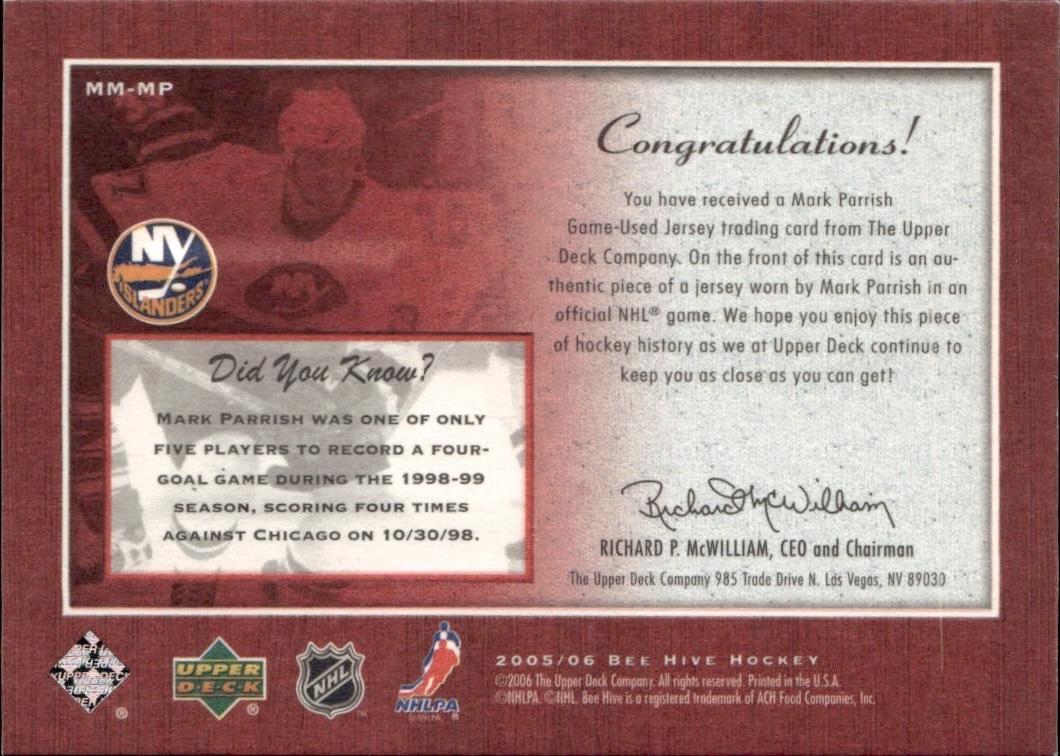 MM-MP
NY
ISLANDERS
Did You Know?
MARK PARRISH WAS ONE OF ONLY
FIVE PLAYERS TO RECORD A FOUR-
GOAL GAME DURING THE 1998-99
SEASON, SCORING FOUR TIMES
AGAINST CHICAGO ON 10/30/98.
Congratulations!
You have received a Mark Parrish
Game-Used Jersey trading card from The Upper
Deck Company. On the front of this card is an au-
thentic piece of a jersey worn by Mark Parrish in an
official NHL® game. We hope you enjoy this piece
of hockey history as we at Upper Deck continue to
keep you as close as you can get!
Richard P. McWilliam
RICHARD P. McWILLIAM, CEO and Chairman
The Upper Deck Company 985 Trade Drive N. Las Vegas, NV 89030
UPPER DECK
®
UPPER
DECK
®
NHL
™
NHLPA
©NHLPA ®
2005/06 BEE HIVE HOCKEY
©2006 The Upper Deck Company. All rights reserved. Printed in the U.S.A.
©NHLPA. ©NHL. Bee Hive is a registered trademark of ACH Food Companies, Inc.